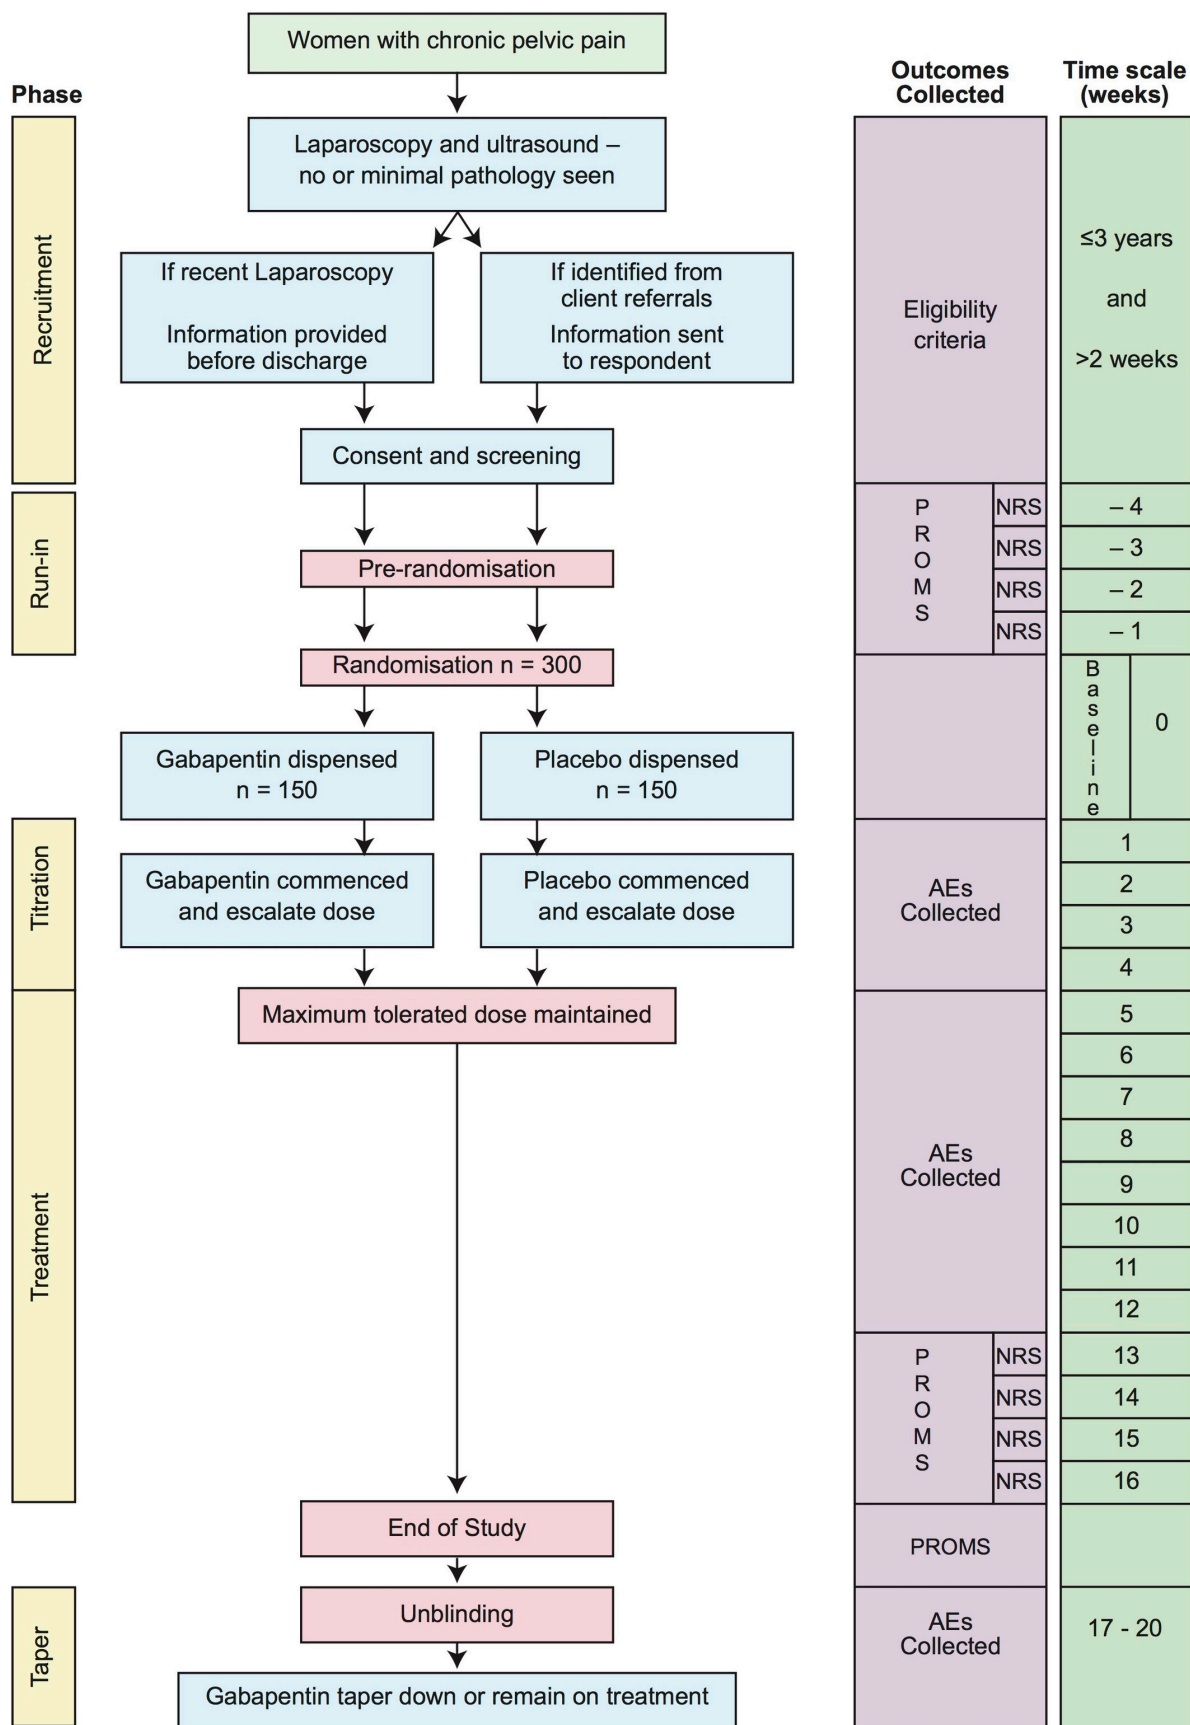 Women with chronic pelvic pain
Phase
Outcomes
Collected
Time scale
(weeks)
Recruitment
Laparoscopy and ultrasound –
no or minimal pathology seen
If recent Laparoscopy
Information provided
before discharge
If identified from
client referrals
Information sent
to respondent
Consent and screening
Eligibility
criteria
≤3 years
and
>2 weeks
Run-in
Pre-randomisation
PROMS
NRS
– 4
NRS
– 3
NRS
– 2
NRS
– 1
Randomisation n = 300
Baseline
0
Gabapentin dispensed
n = 150
Placebo dispensed
n = 150
Titration
Gabapentin commenced
and escalate dose
Placebo commenced
and escalate dose
AEs
Collected
1
2
3
4
Treatment
Maximum tolerated dose maintained
AEs
Collected
5
6
7
8
9
10
11
12
PROMS
NRS
13
NRS
14
NRS
15
NRS
16
End of Study
PROMS
Taper
Unblinding
AEs
Collected
17 - 20
Gabapentin taper down or remain on treatment